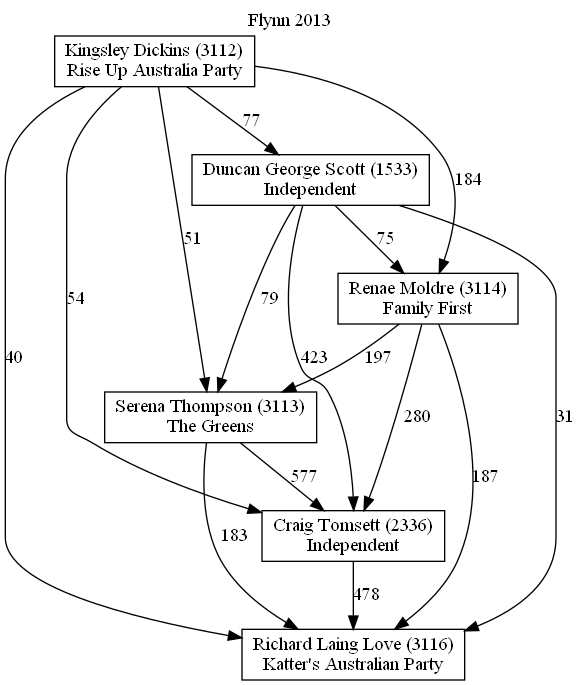 Flynn 2013
Kingsley Dickins (3112)
Rise Up Australia Party
77
Duncan George Scott (1533)
Independent
184
51
75
Renae Moldre (3114)
Family First
54
79
40
423
197
31
Serena Thompson (3113)
The Greens
280
577
187
183
Craig Tomsett (2336)
Independent
478
Richard Laing Love (3116)
Katter's Australian Party